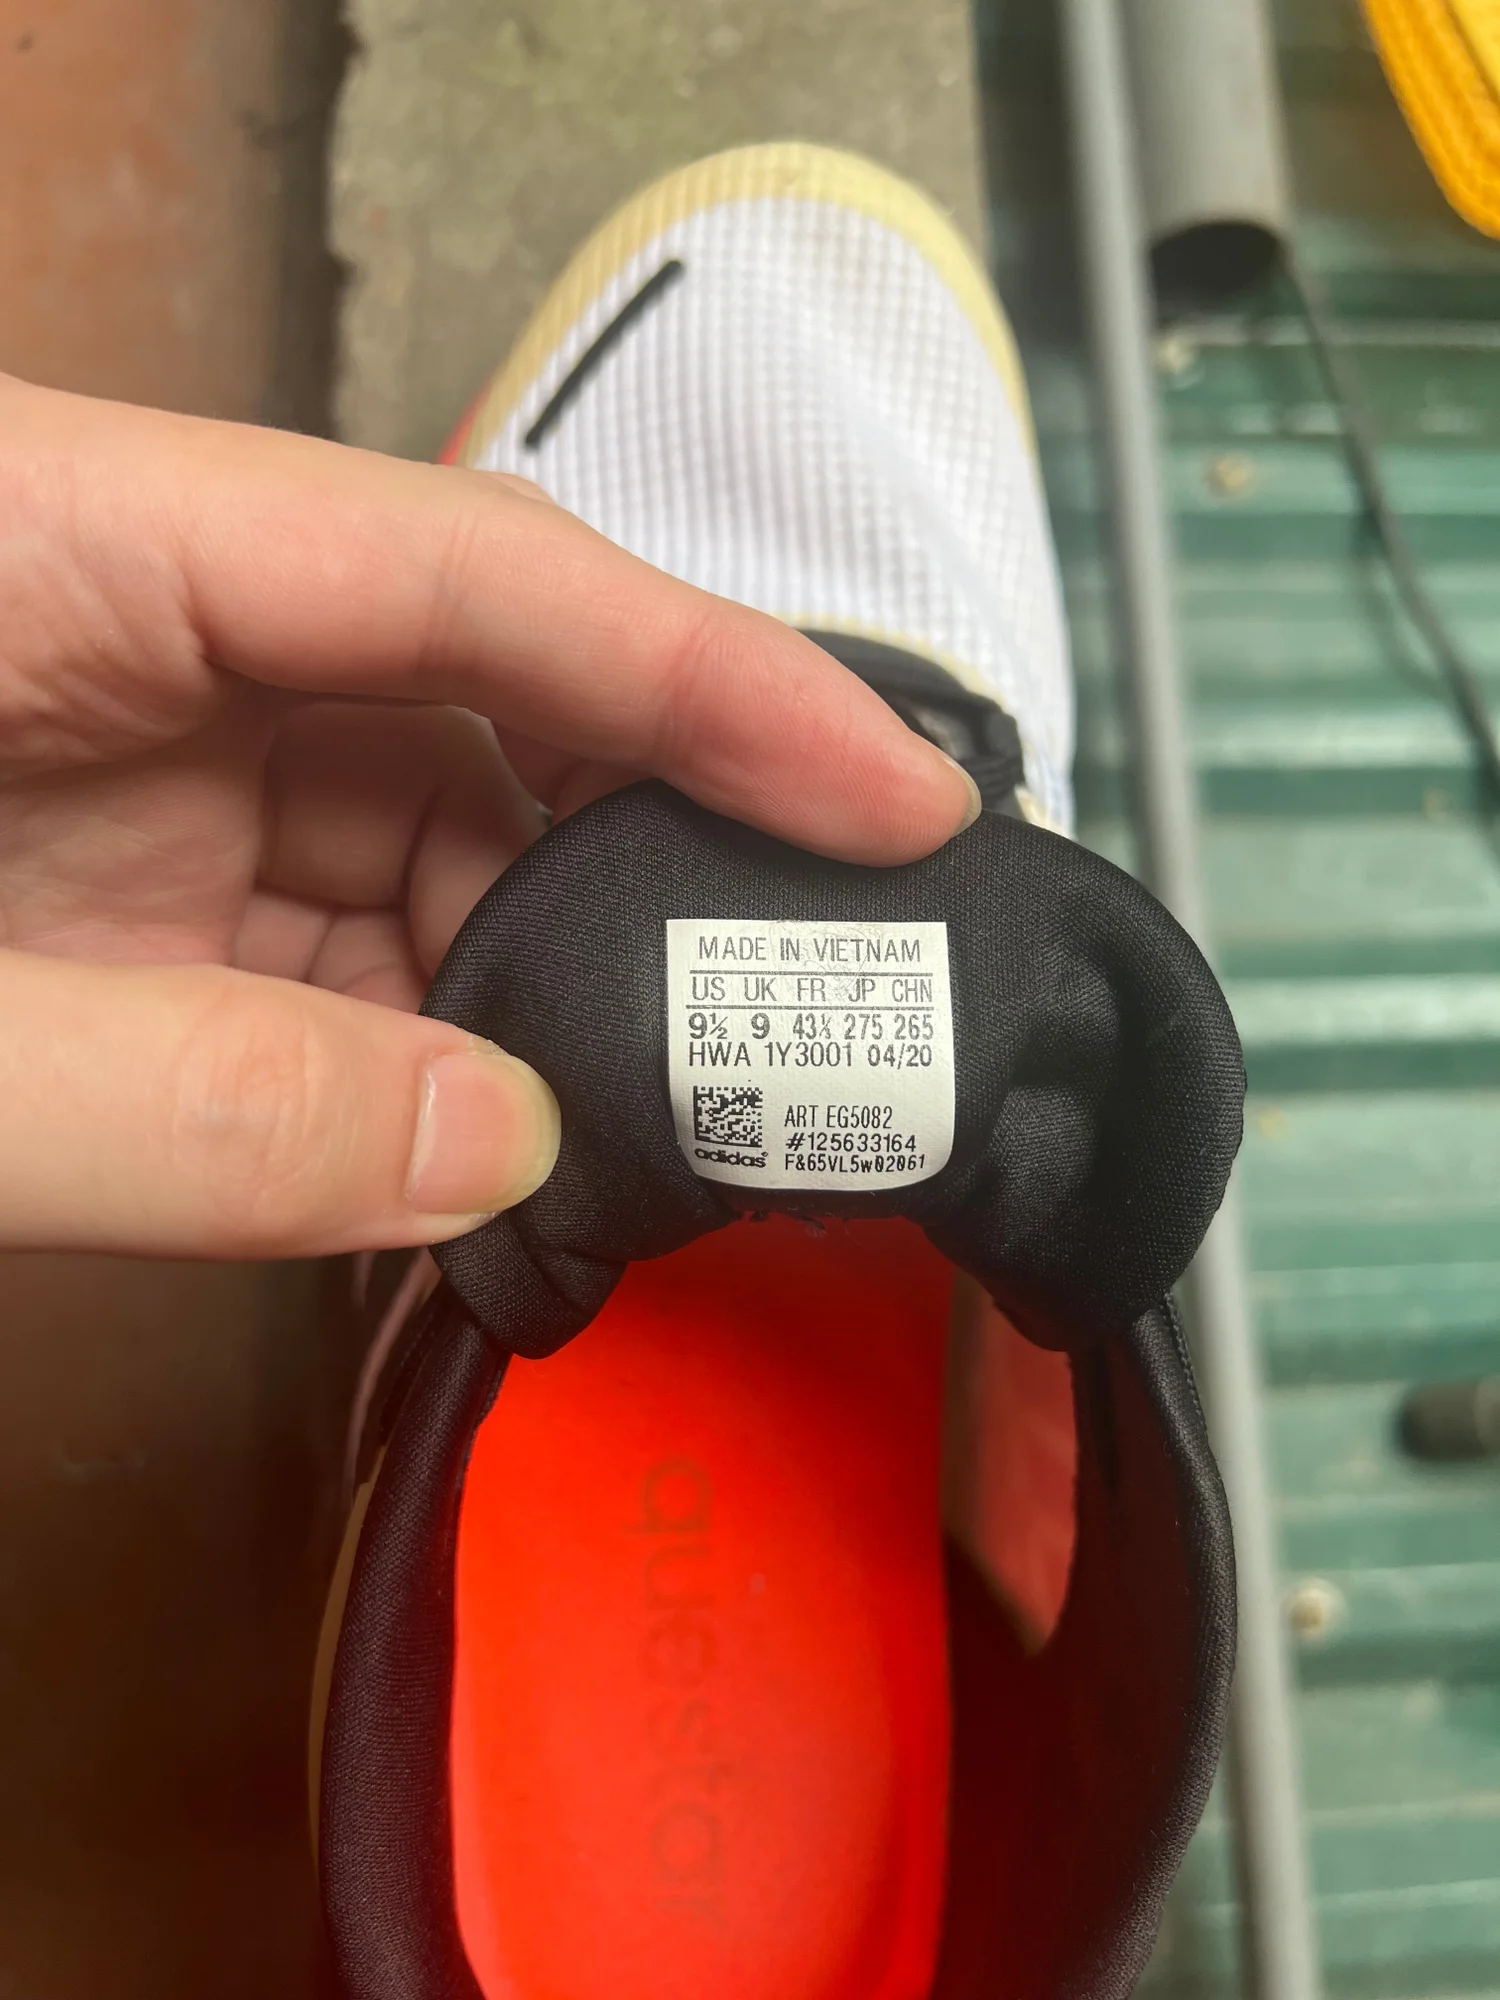 MADE IN VIETNAM
US UK FR JP CHN
9½ 9 43⅓ 275 265
HWA 1Y3001 04/20
ART EG5082
#125633164
adidas® F&65VL5w02061
questar